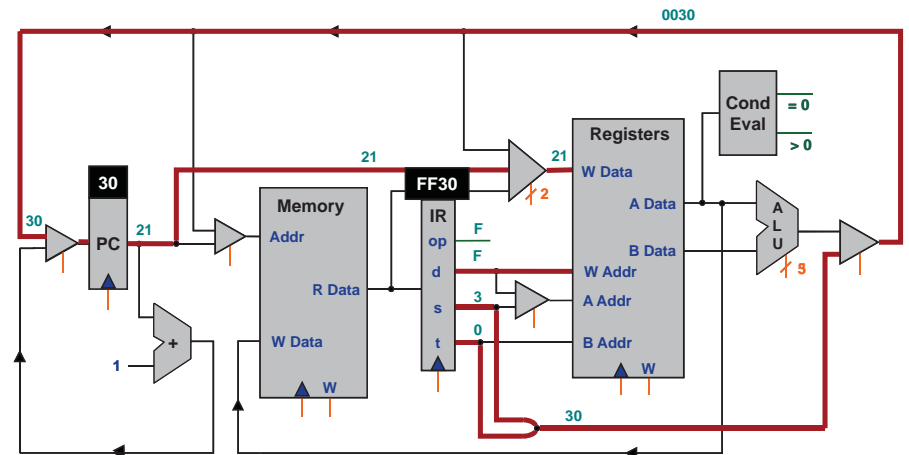 0030
Cond
Eval
= 0
> 0
Registers
21
21
W Data
30
FF30
2
30
PC
21
Memory
Addr
IR
op
F
F
d
A Data
A
L
U
B Data
W Addr
5
R Data
s
3
A Addr
+
1
W Data
t
0
B Addr
W
W
30